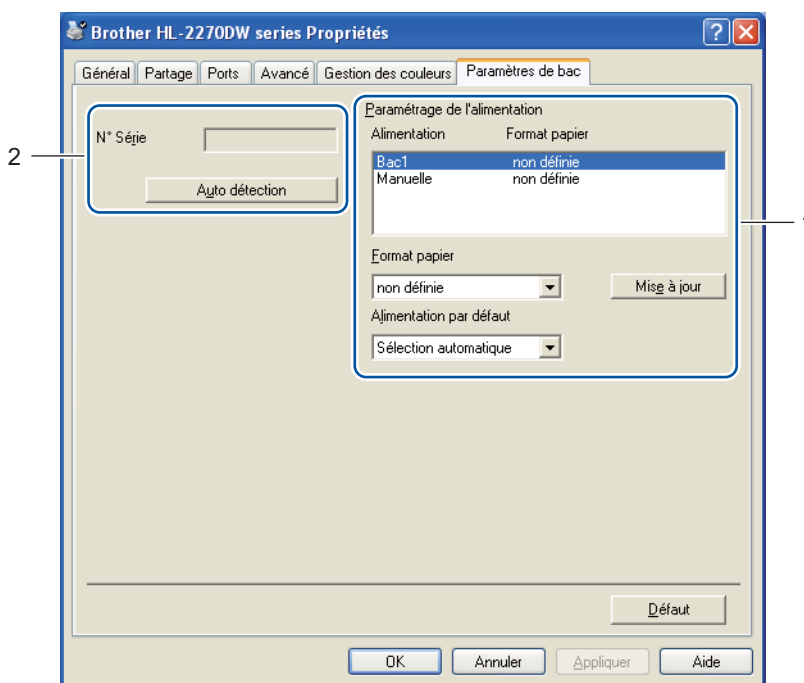 Brother HL-2270DW series Propriétés
Général Partage Ports Avancé Gestion des couleurs Paramètres de bac
2
N° Série
Auto détection
Paramétrage de l'alimentation
Alimentation Format papier
Bac1 non définie
Manuelle non définie
Format papier
non définie Mise à jour
Alimentation par défaut
Sélection automatique
Défaut
OK Annuler Appliquer Aide